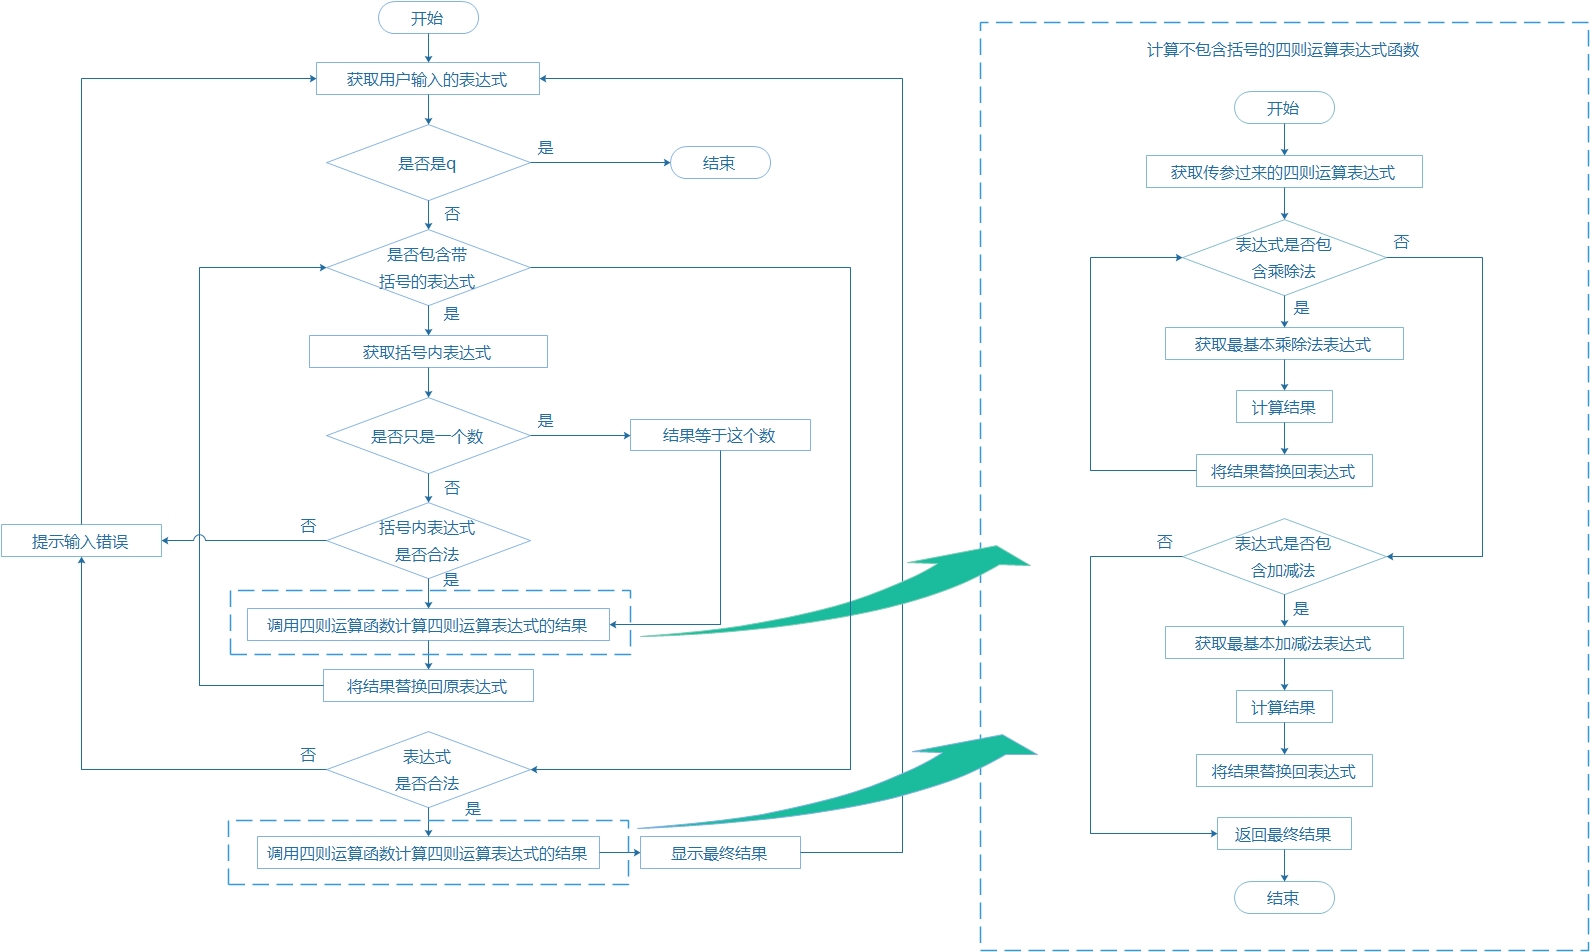 开始
获取用户输入的表达式
是否是q
是
结束
否
是否包含带
括号的表达式
是
获取括号内表达式
是否只是一个数
是
结果等于这个数
否
括号内表达式
是否合法
否
提示输入错误
是
调用四则运算函数计算四则运算表达式的结果
将结果替换回原表达式
表达式
是否合法
否
是
调用四则运算函数计算四则运算表达式的结果
显示最终结果
计算不包含括号的四则运算表达式函数
开始
获取传参过来的四则运算表达式
表达式是否包
含乘除法
否
是
获取最基本乘除法表达式
计算结果
将结果替换回表达式
表达式是否包
含加减法
否
是
获取最基本加减法表达式
计算结果
将结果替换回表达式
返回最终结果
结束